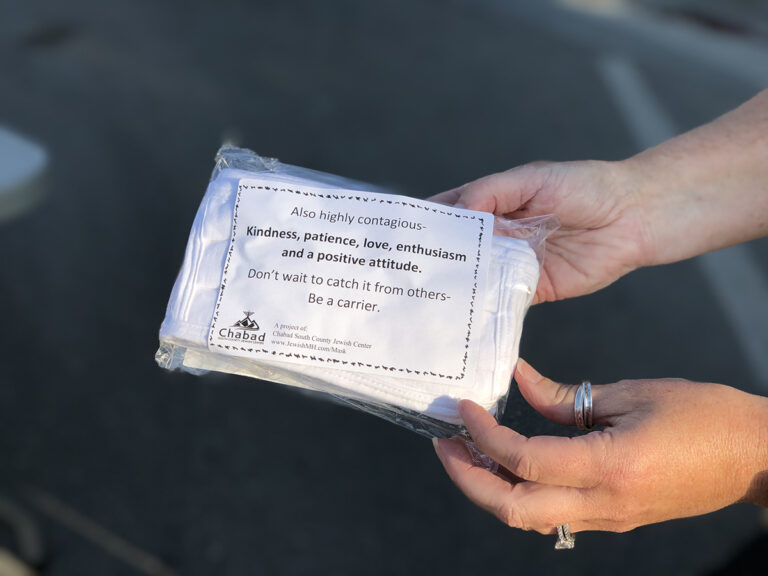 Also highly contagious-
Kindness, patience, love, enthusiasm
and a positive attitude.
Don't wait to catch it from others-
Be a carrier.
Chabad
A project of:
Chabad South County Jewish Center
www.JewishMH.com/Mask